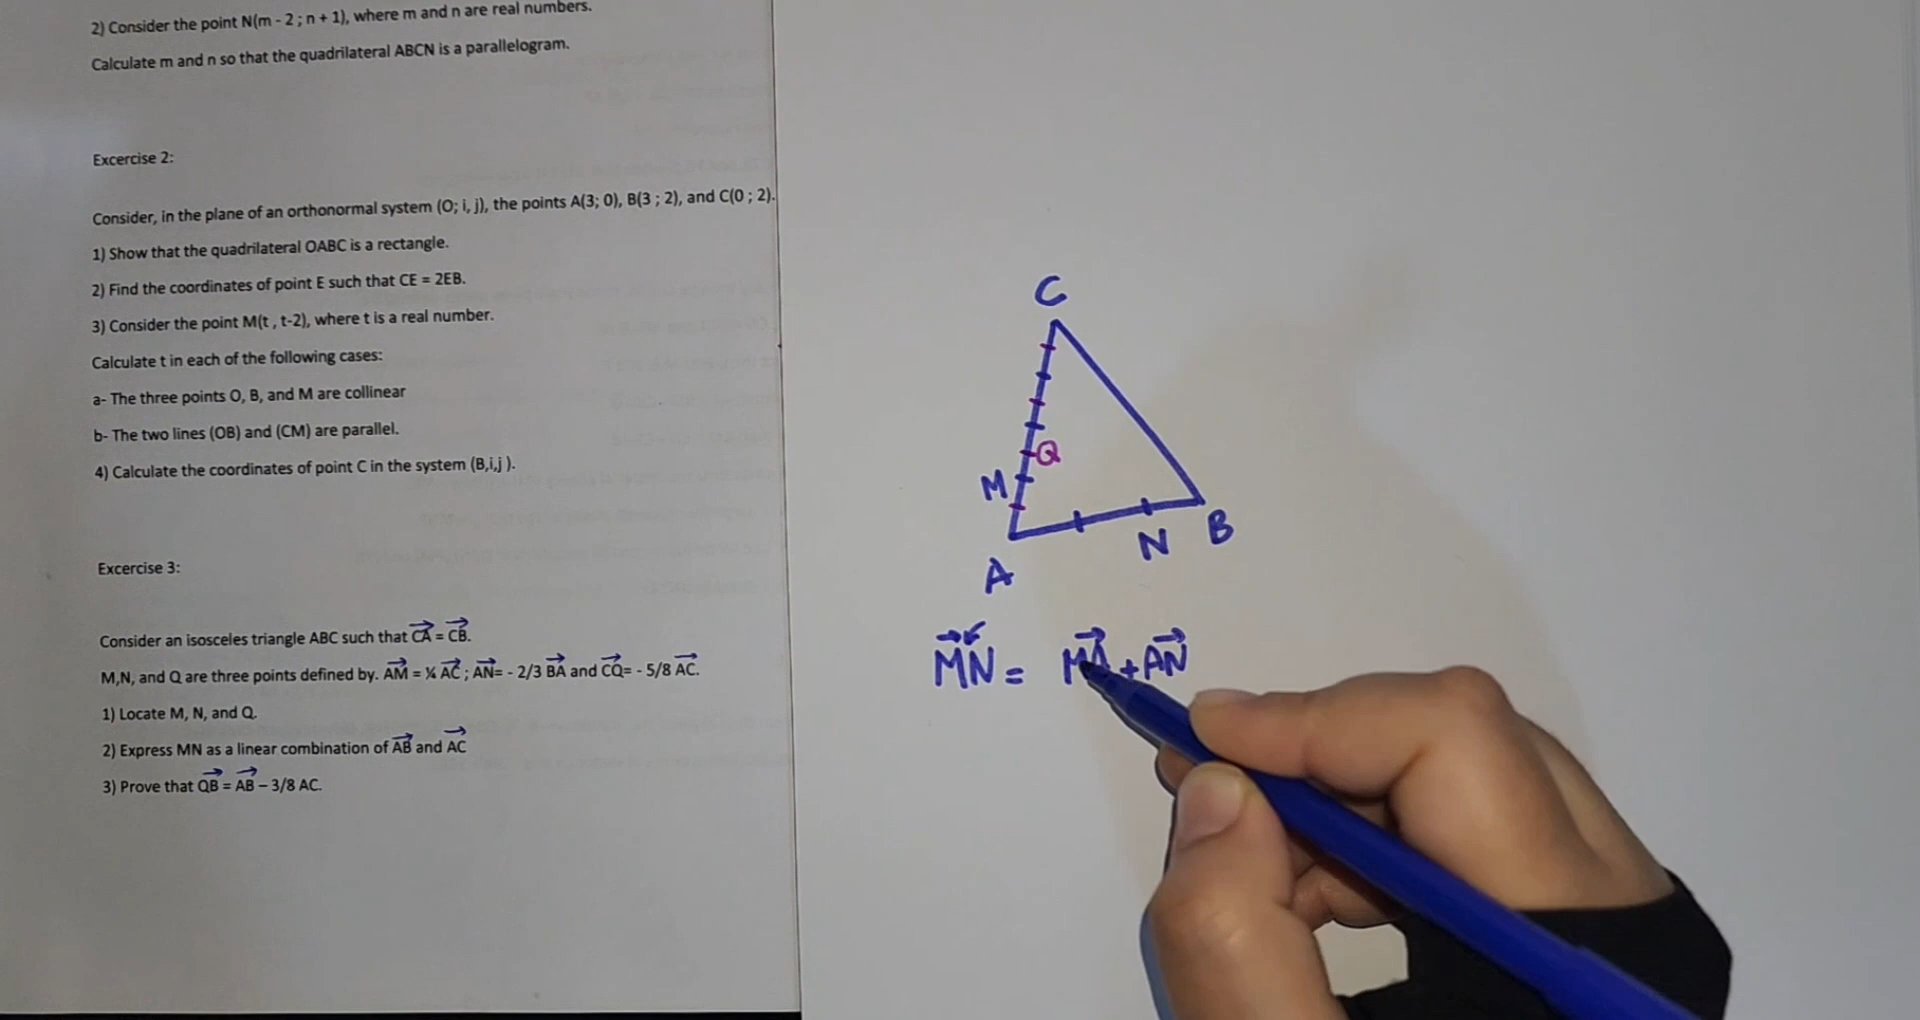 2) Consider the point N(m - 2 ; n + 1), where m and n are real numbers.
Calculate m and n so that the quadrilateral ABCN is a parallelogram.
Excercise 2:
Consider, in the plane of an orthonormal system (O; i, j), the points A(3; 0), B(3 ; 2), and C(0 ; 2).
1) Show that the quadrilateral OABC is a rectangle.
2) Find the coordinates of point E such that CE = 2EB.
3) Consider the point M(t , t-2), where t is a real number.
Calculate t in each of the following cases:
a- The three points O, B, and M are collinear
b- The two lines (OB) and (CM) are parallel.
4) Calculate the coordinates of point C in the system (B,i,j ).
Excercise 3:
Consider an isosceles triangle ABC such that CA = CB.
M,N, and Q are three points defined by. AM = ¼ AC ; AN= - 2/3 BA and CQ= - 5/8 AC.
1) Locate M, N, and Q.
2) Express MN as a linear combination of AB and AC
3) Prove that QB = AB – 3/8 AC.
C
Q
M
N
B
A
MN = MA + AN